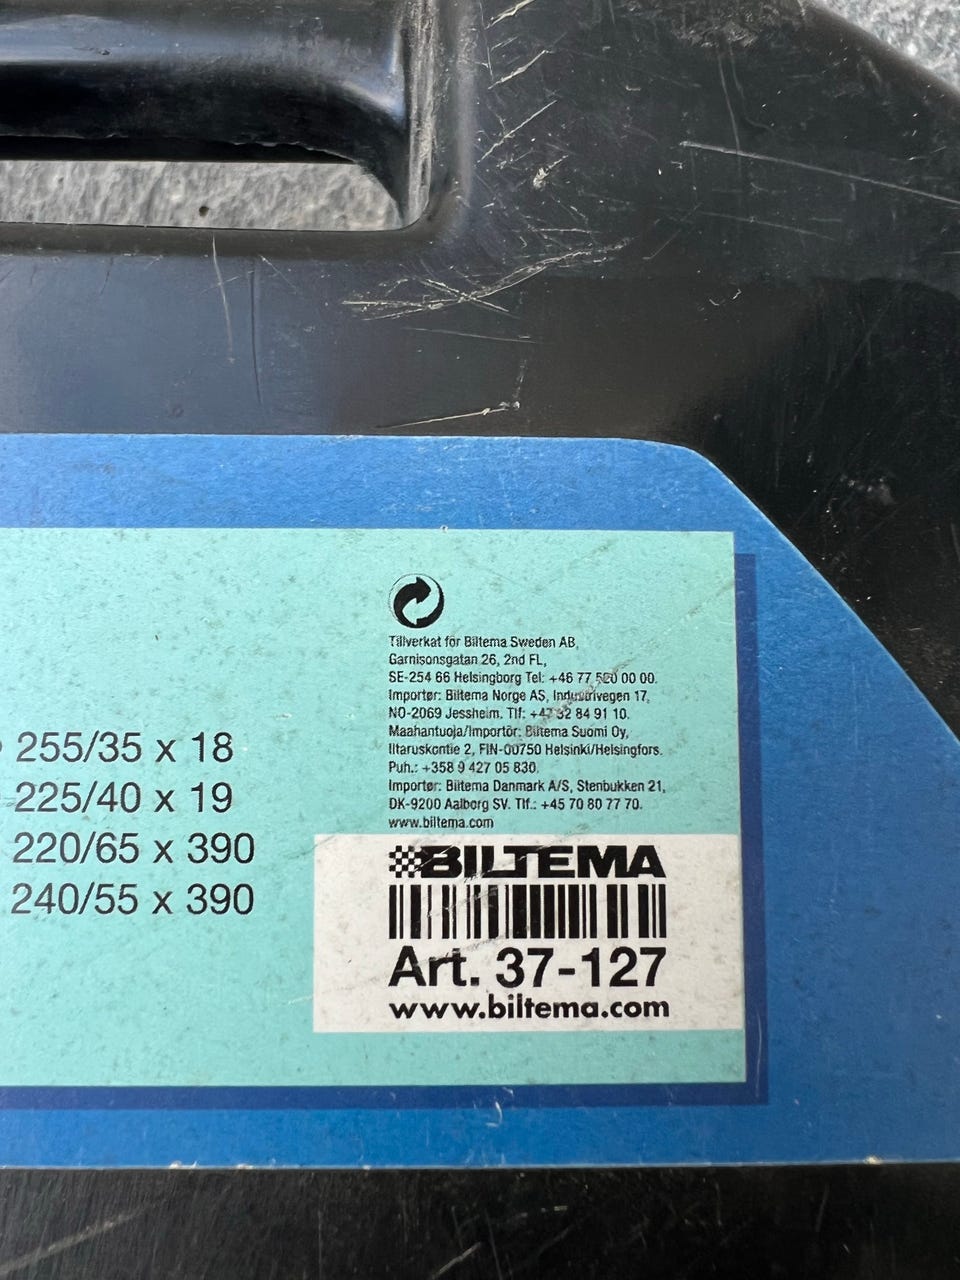 Tillverkat för Biltema Sweden AB,
Garnisonsgatan 26, 2nd FL,
SE-254 66 Helsingborg Tel: +46 77 520 00 00.
Importør: Biltema Norge AS, Industrivegen 17,
NO-2069 Jessheim. Tlf: +47 32 84 91 10.
Maahantuoja/Importör: Biltema Suomi Oy,
Iltaruskontie 2, FIN-00750 Helsinki/Helsingfors.
Puh.: +358 9 427 05 830.
Importør: Biltema Danmark A/S, Stenbukken 21,
DK-9200 Aalborg SV. Tlf.: +45 70 80 77 70.
www.biltema.com
255/35 x 18
225/40 x 19
220/65 x 390
240/55 x 390
BILTEMA
Art. 37-127
www.biltema.com